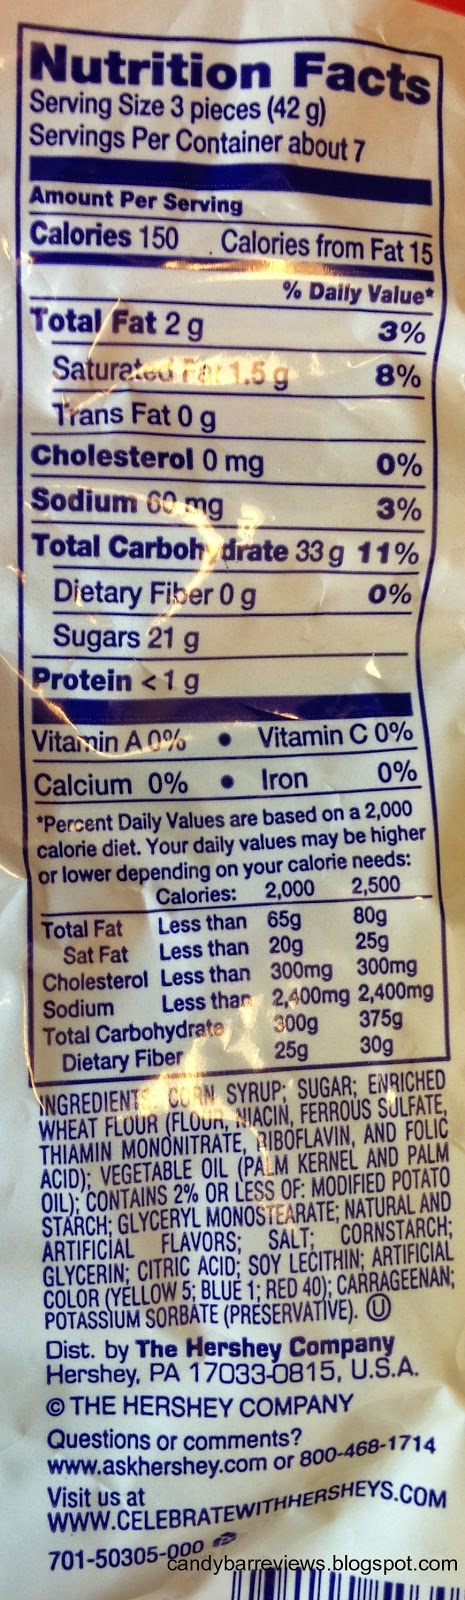 Nutrition Facts
Serving Size 3 pieces (42 g)
Servings Per Container about 7
Amount Per Serving
Calories 150 Calories from Fat 15
% Daily Value*
Total Fat 2 g 3%
Saturated Fat 1.5 g 8%
Trans Fat 0 g
Cholesterol 0 mg 0%
Sodium 60 mg 3%
Total Carbohydrate 33 g 11%
Dietary Fiber 0 g 0%
Sugars 21 g
Protein <1 g
Vitamin A 0% • Vitamin C 0%
Calcium 0% • Iron 0%
*Percent Daily Values are based on a 2,000
calorie diet. Your daily values may be higher
or lower depending on your calorie needs:
Calories: 2,000 2,500
Total Fat Less than 65g 80g
Sat Fat Less than 20g 25g
Cholesterol Less than 300mg 300mg
Sodium Less than 2,400mg 2,400mg
Total Carbohydrate 300g 375g
Dietary Fiber 25g 30g
INGREDIENTS: CORN SYRUP; SUGAR; ENRICHED
WHEAT FLOUR (FLOUR, NIACIN, FERROUS SULFATE,
THIAMIN MONONITRATE, RIBOFLAVIN, AND FOLIC
ACID); VEGETABLE OIL (PALM KERNEL AND PALM
OIL); CONTAINS 2% OR LESS OF: MODIFIED POTATO
STARCH; GLYCERYL MONOSTEARATE; NATURAL AND
ARTIFICIAL FLAVORS; SALT; CORNSTARCH;
GLYCERIN; CITRIC ACID; SOY LECITHIN; ARTIFICIAL
COLOR (YELLOW 5; BLUE 1; RED 40); CARRAGEENAN;
POTASSIUM SORBATE (PRESERVATIVE). Ⓤ
Dist. by The Hershey Company
Hershey, PA 17033-0815, U.S.A.
© THE HERSHEY COMPANY
Questions or comments?
www.askhershey.com or 800-468-1714
Visit us at
WWW.CELEBRATEWITHHERSHEYS.COM
701-50305-000
candybarreviews.blogspot.com